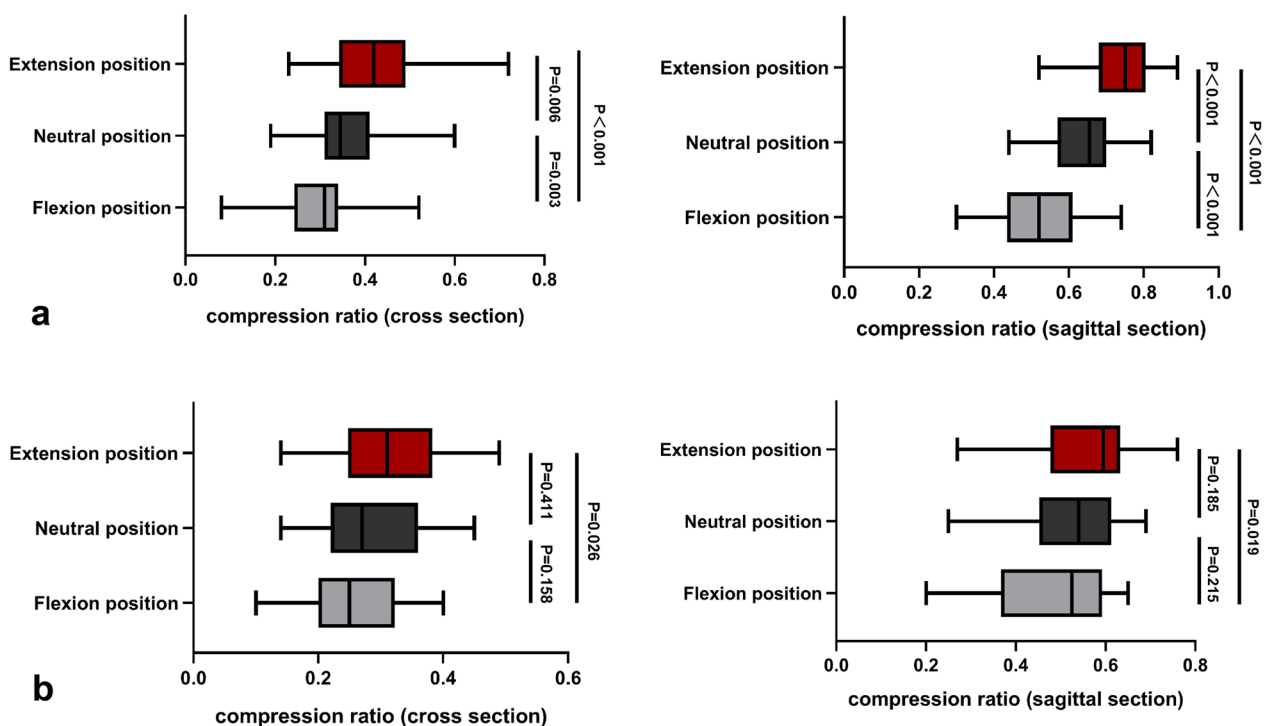 Extension position
Neutral position
Flexion position
P=0.006
P=0.003
P<0.001
0.0 0.2 0.4 0.6 0.8
compression ratio (cross section)
a
Extension position
Neutral position
Flexion position
P<0.001
P<0.001
P<0.001
0.0 0.2 0.4 0.6 0.8 1.0
compression ratio (sagittal section)
Extension position
Neutral position
Flexion position
P=0.411
P=0.158
P=0.026
0.0 0.2 0.4 0.6
compression ratio (cross section)
b
Extension position
Neutral position
Flexion position
P=0.185
P=0.215
P=0.019
0.0 0.2 0.4 0.6 0.8
compression ratio (sagittal section)